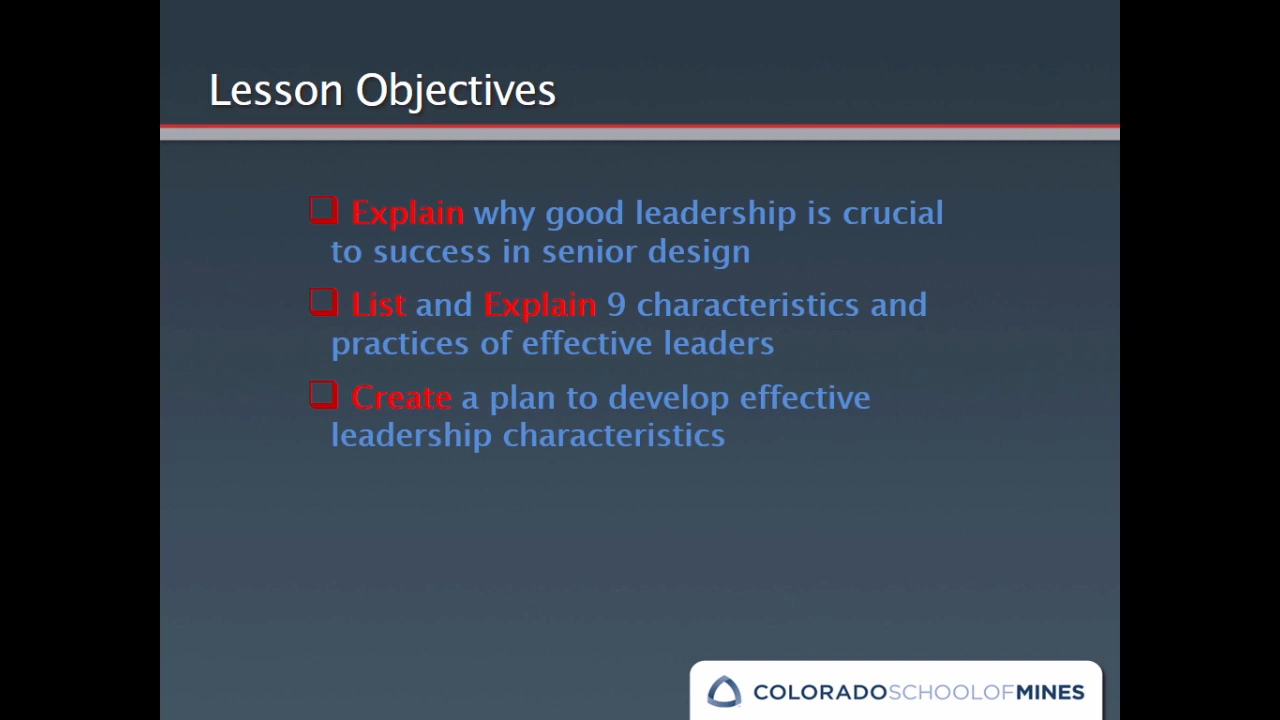 Lesson Objectives
Explain why good leadership is crucial
to success in senior design
List and Explain 9 characteristics and
practices of effective leaders
Create a plan to develop effective
leadership characteristics
COLORADOSCHOOLOFMINES